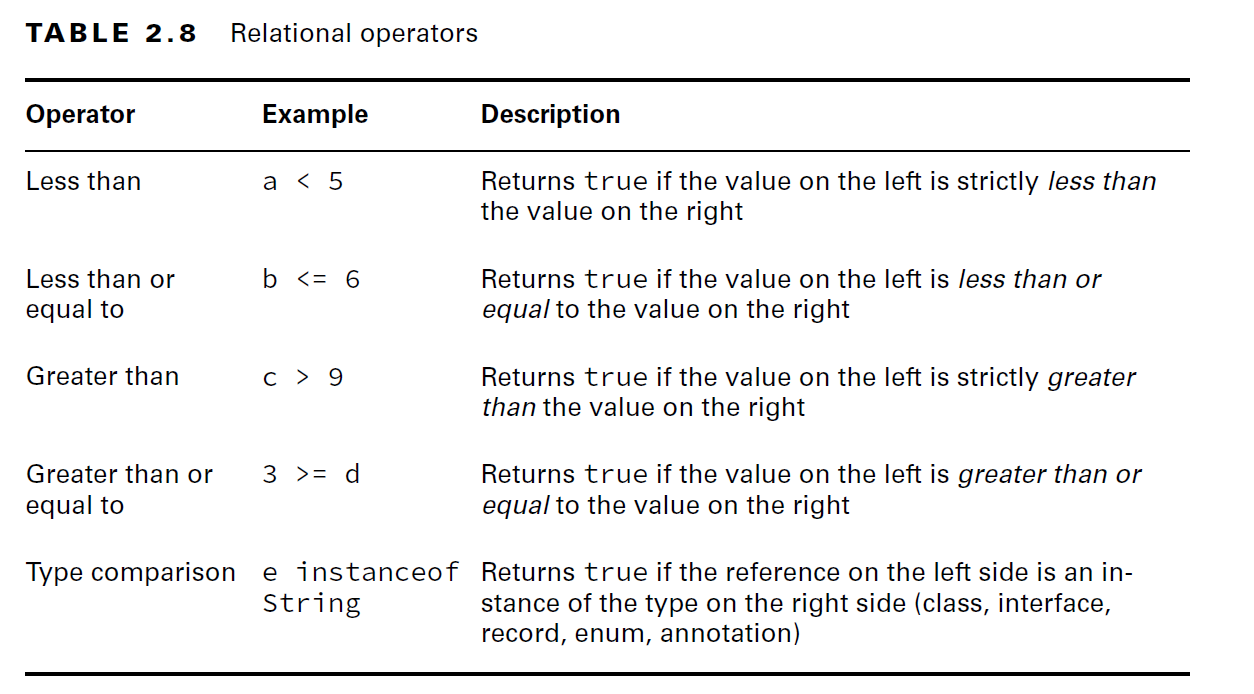 TABLE 2.8 Relational operators
Operator Example Description
Less than a < 5 Returns true if the value on the left is strictly less than
the value on the right
Less than or b <= 6 Returns true if the value on the left is less than or
equal to equal to the value on the right
Greater than c > 9 Returns true if the value on the left is strictly greater
than the value on the right
Greater than or 3 >= d Returns true if the value on the left is greater than or
equal to equal to the value on the right
Type comparison e instanceof Returns true if the reference on the left side is an in-
String stance of the type on the right side (class, interface,
record, enum, annotation)